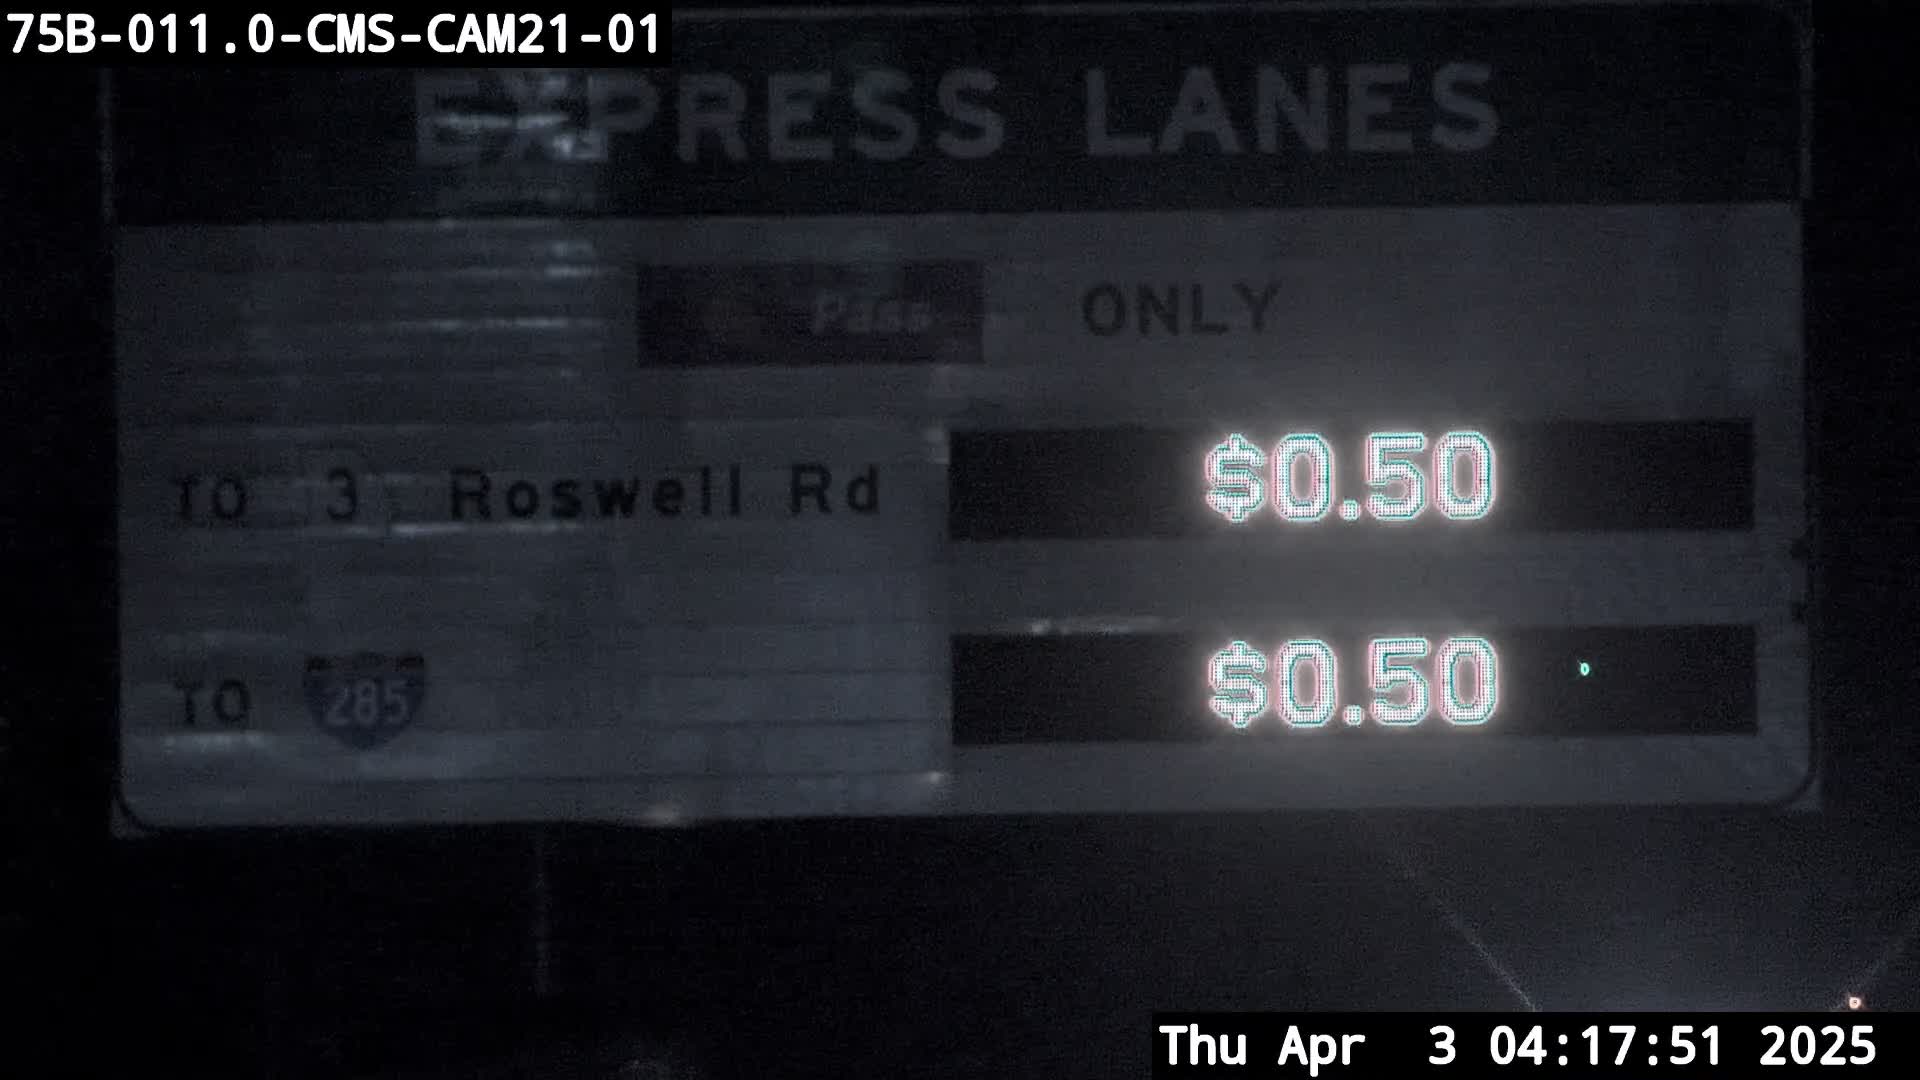 75B-011.0-CMS-CAM21-01
EXPRESS LANES
Pass ONLY
TO 3 Roswell Rd $0.50
TO 285 $0.50
Thu Apr 3 04:17:51 2025